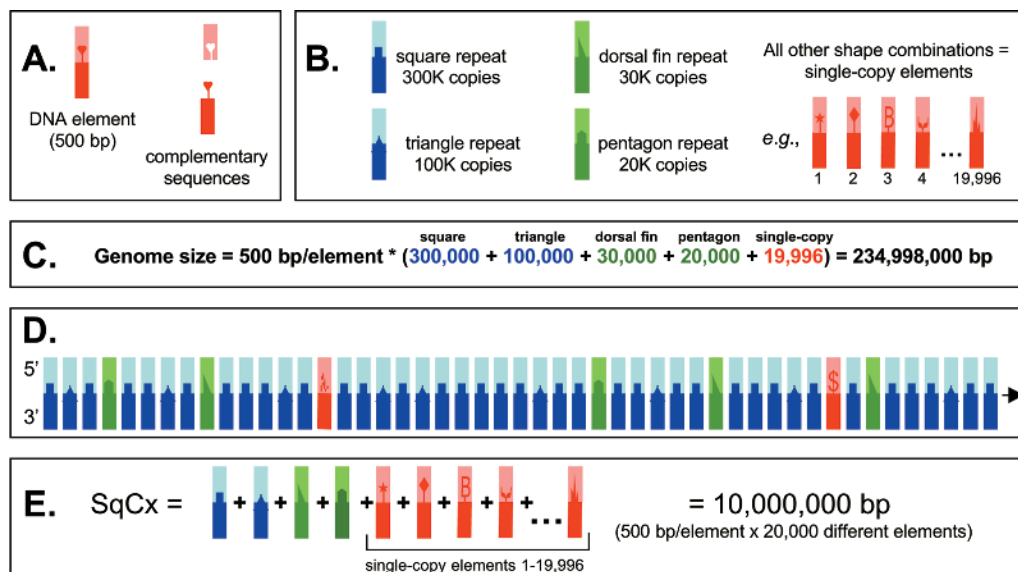 A.
DNA element
(500 bp)
complementary
sequences
B.
square repeat
300K copies
triangle repeat
100K copies
dorsal fin repeat
30K copies
pentagon repeat
20K copies
All other shape combinations =
single-copy elements
e.g.,
B
1 2 3 4 ... 19,996
C.
square triangle dorsal fin pentagon single-copy
Genome size = 500 bp/element * (300,000 + 100,000 + 30,000 + 20,000 + 19,996) = 234,998,000 bp
D.
5'
3'
$
E.
SqCx = + + + + + + + + ... = 10,000,000 bp
B
(500 bp/element x 20,000 different elements)
single-copy elements 1-19,996